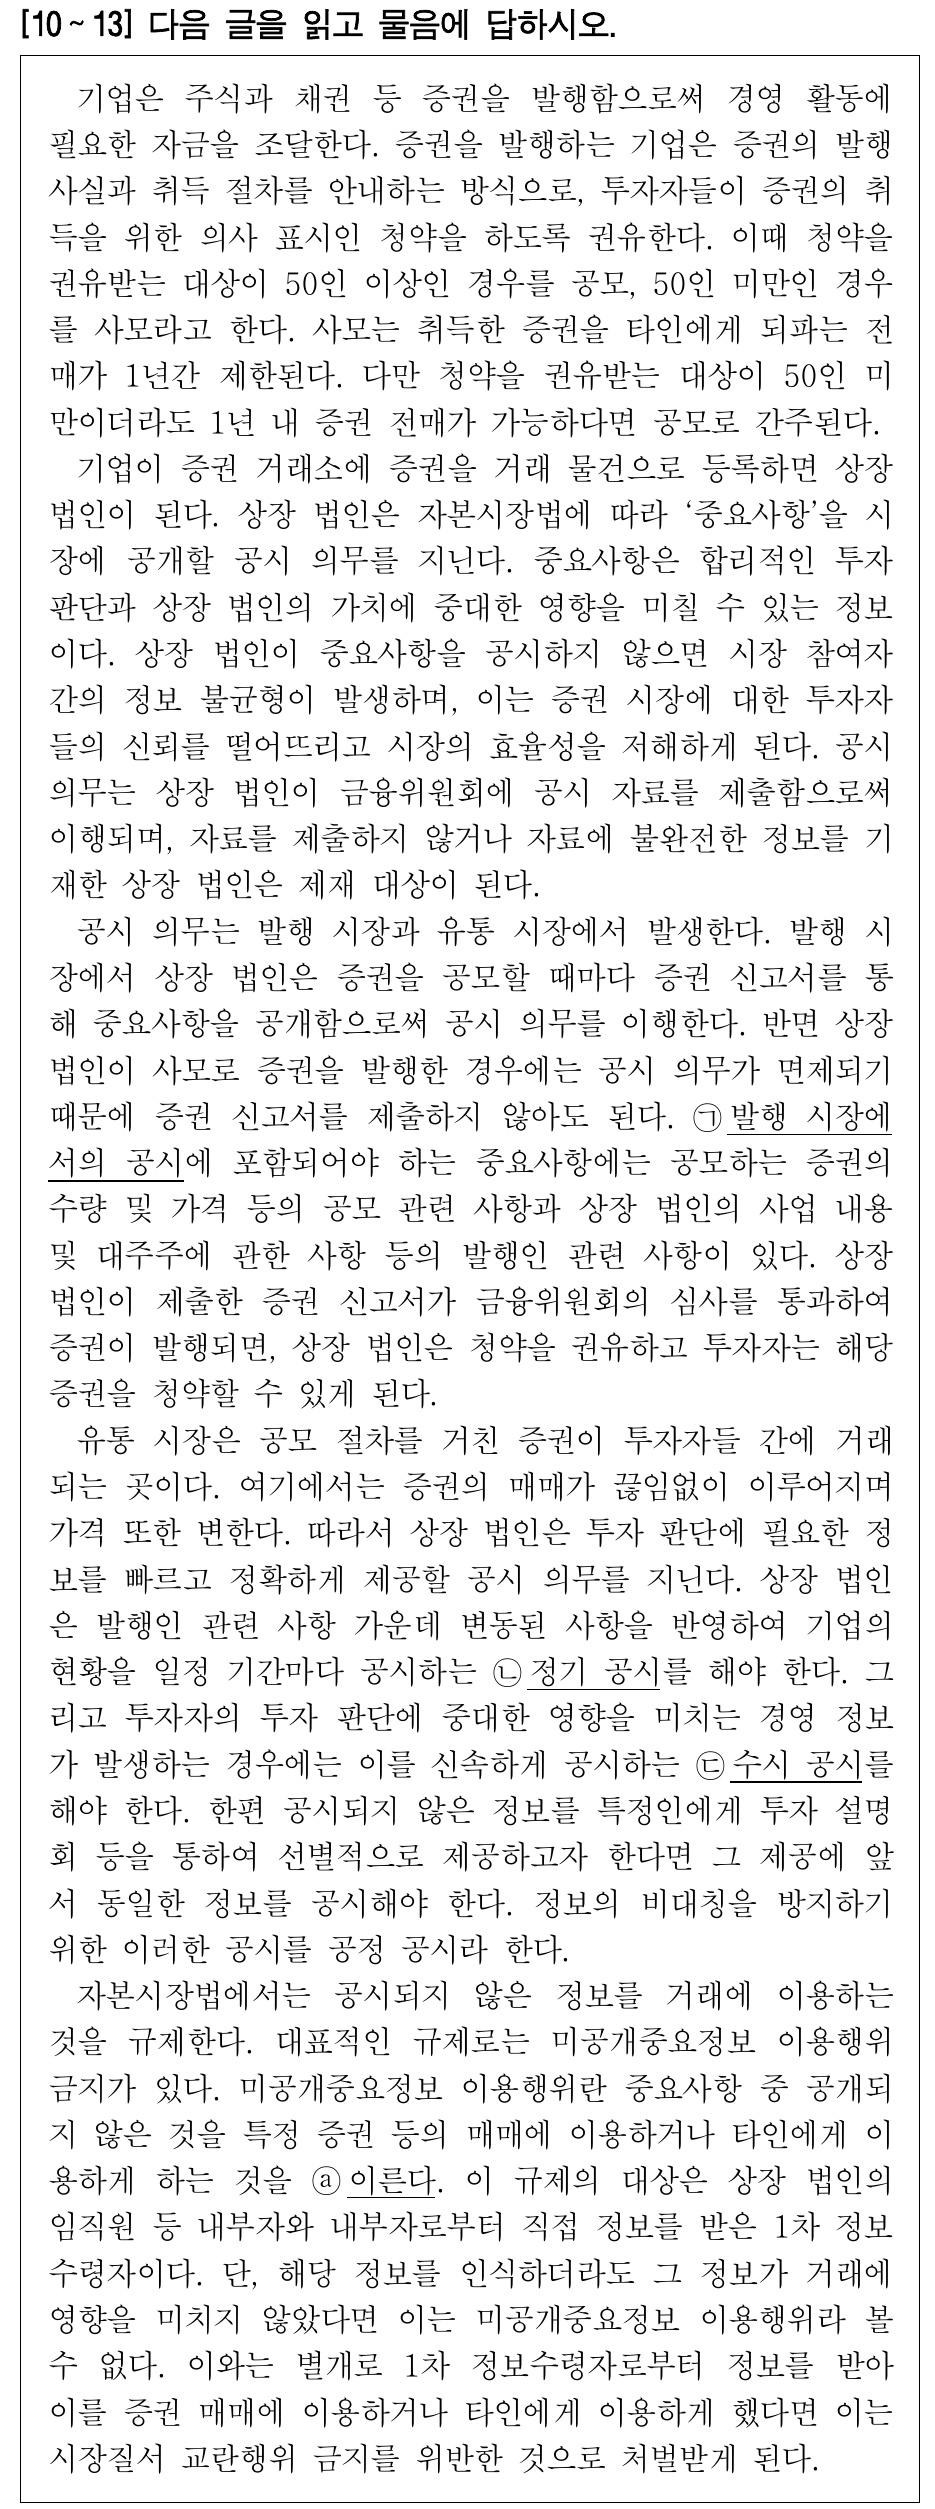 [10~13] 다음 글을 읽고 물음에 답하시오.
기업은 주식과 채권 등 증권을 발행함으로써 경영 활동에
필요한 자금을 조달한다. 증권을 발행하는 기업은 증권의 발행
사실과 취득 절차를 안내하는 방식으로, 투자자들이 증권의 취
득을 위한 의사 표시인 청약을 하도록 권유한다. 이때 청약을
권유받는 대상이 50인 이상인 경우를 공모, 50인 미만인 경우
를 사모라고 한다. 사모는 취득한 증권을 타인에게 되파는 전
매가 1년간 제한된다. 다만 청약을 권유받는 대상이 50인 미
만이더라도 1년 내 증권 전매가 가능하다면 공모로 간주된다.
기업이 증권 거래소에 증권을 거래 물건으로 등록하면 상장
법인이 된다. 상장 법인은 자본시장법에 따라 ‘중요사항’을 시
장에 공개할 공시 의무를 지닌다. 중요사항은 합리적인 투자
판단과 상장 법인의 가치에 중대한 영향을 미칠 수 있는 정보
이다. 상장 법인이 중요사항을 공시하지 않으면 시장 참여자
간의 정보 불균형이 발생하며, 이는 증권 시장에 대한 투자자
들의 신뢰를 떨어뜨리고 시장의 효율성을 저해하게 된다. 공시
의무는 상장 법인이 금융위원회에 공시 자료를 제출함으로써
이행되며, 자료를 제출하지 않거나 자료에 불완전한 정보를 기
재한 상장 법인은 제재 대상이 된다.
공시 의무는 발행 시장과 유통 시장에서 발생한다. 발행 시
장에서 상장 법인은 증권을 공모할 때마다 증권 신고서를 통
해 중요사항을 공개함으로써 공시 의무를 이행한다. 반면 상장
법인이 사모로 증권을 발행한 경우에는 공시 의무가 면제되기
때문에 증권 신고서를 제출하지 않아도 된다. ㉠발행 시장에
서의 공시에 포함되어야 하는 중요사항에는 공모하는 증권의
수량 및 가격 등의 공모 관련 사항과 상장 법인의 사업 내용
및 대주주에 관한 사항 등의 발행인 관련 사항이 있다. 상장
법인이 제출한 증권 신고서가 금융위원회의 심사를 통과하여
증권이 발행되면, 상장 법인은 청약을 권유하고 투자자는 해당
증권을 청약할 수 있게 된다.
유통 시장은 공모 절차를 거친 증권이 투자자들 간에 거래
되는 곳이다. 여기에서는 증권의 매매가 끊임없이 이루어지며
가격 또한 변한다. 따라서 상장 법인은 투자 판단에 필요한 정
보를 빠르고 정확하게 제공할 공시 의무를 지닌다. 상장 법인
은 발행인 관련 사항 가운데 변동된 사항을 반영하여 기업의
현황을 일정 기간마다 공시하는 ㉡정기 공시를 해야 한다. 그
리고 투자자의 투자 판단에 중대한 영향을 미치는 경영 정보
가 발생하는 경우에는 이를 신속하게 공시하는 ㉢수시 공시를
해야 한다. 한편 공시되지 않은 정보를 특정인에게 투자 설명
회 등을 통하여 선별적으로 제공하고자 한다면 그 제공에 앞
서 동일한 정보를 공시해야 한다. 정보의 비대칭을 방지하기
위한 이러한 공시를 공정 공시라 한다.
자본시장법에서는 공시되지 않은 정보를 거래에 이용하는
것을 규제한다. 대표적인 규제로는 미공개중요정보 이용행위
금지가 있다. 미공개중요정보 이용행위란 중요사항 중 공개되
지 않은 것을 특정 증권 등의 매매에 이용하거나 타인에게 이
용하게 하는 것을 ⓐ이른다. 이 규제의 대상은 상장 법인의
임직원 등 내부자와 내부자로부터 직접 정보를 받은 1차 정보
수령자이다. 단, 해당 정보를 인식하더라도 그 정보가 거래에
영향을 미치지 않았다면 이는 미공개중요정보 이용행위라 볼
수 없다. 이와는 별개로 1차 정보수령자로부터 정보를 받아
이를 증권 매매에 이용하거나 타인에게 이용하게 했다면 이는
시장질서 교란행위 금지를 위반한 것으로 처벌받게 된다.